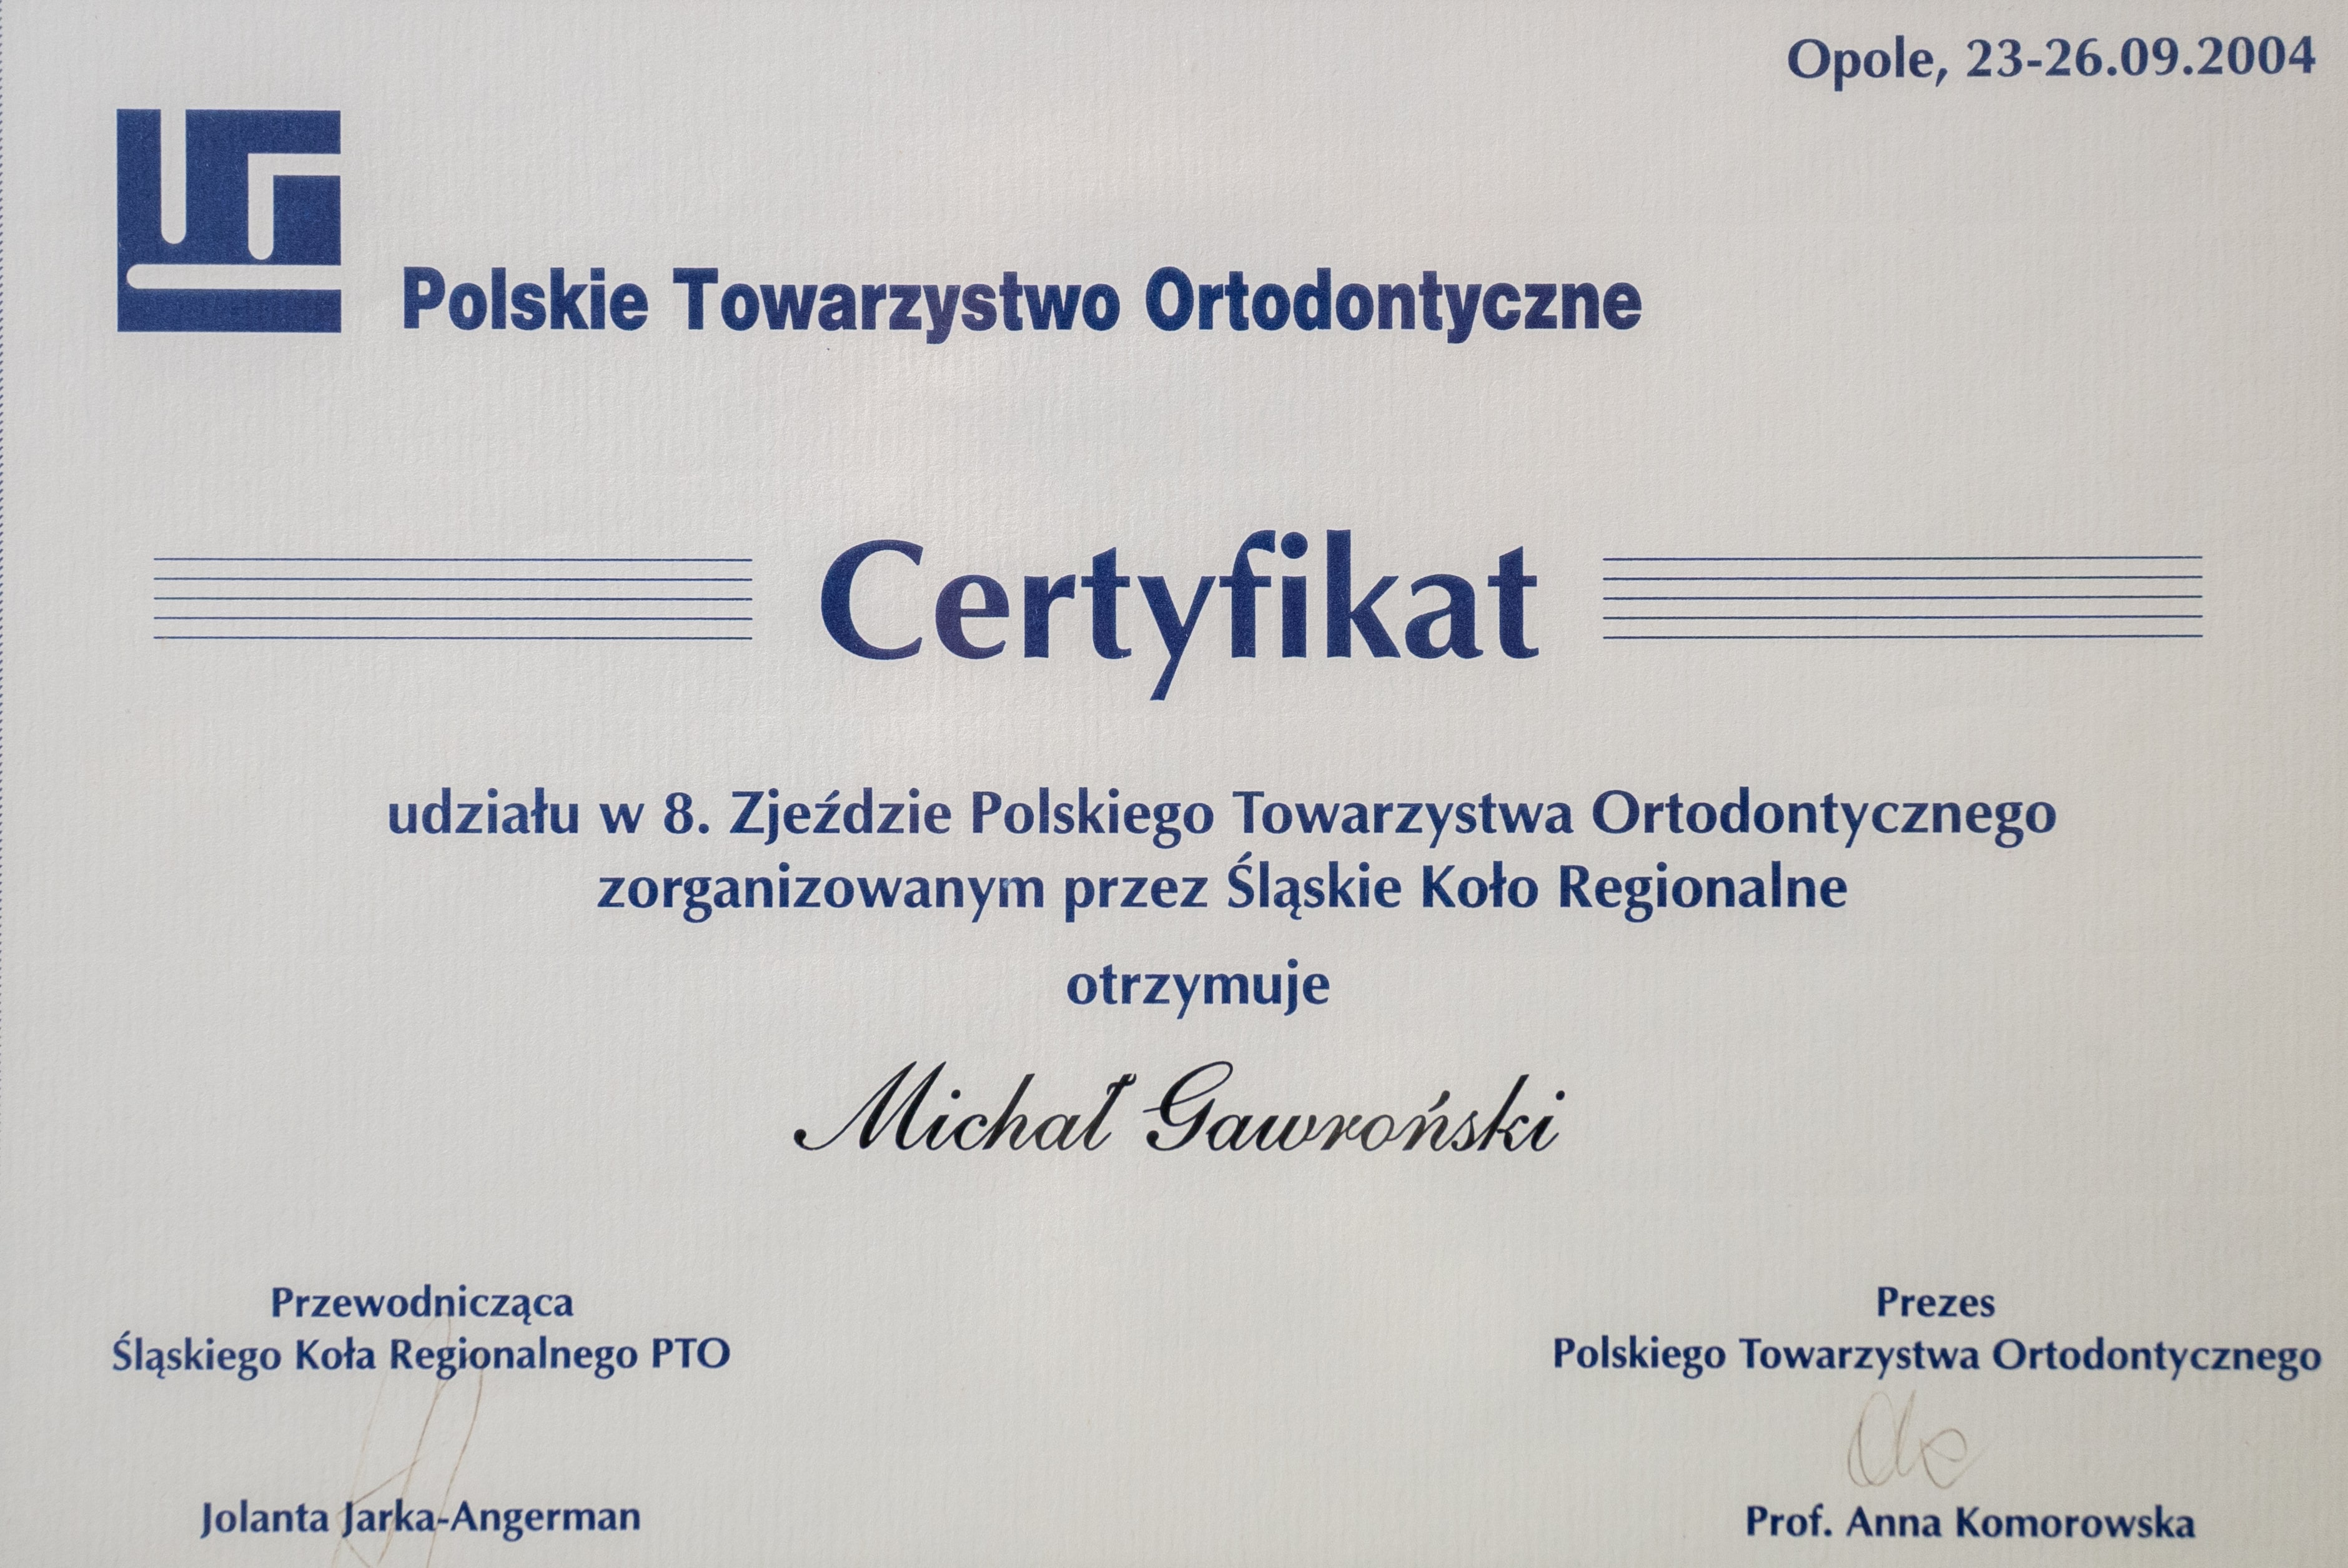 Opole, 23-26.09.2004
Polskie Towarzystwo Ortodontyczne
Certyfikat
udziału w 8. Zjeździe Polskiego Towarzystwa Ortodontycznego
zorganizowanym przez Śląskie Koło Regionalne
otrzymuje
Michał Gawroński
Przewodnicząca
Śląskiego Koła Regionalnego PTO
Jolanta Jarka-Angerman
Prezes
Polskiego Towarzystwa Ortodontycznego
Prof. Anna Komorowska